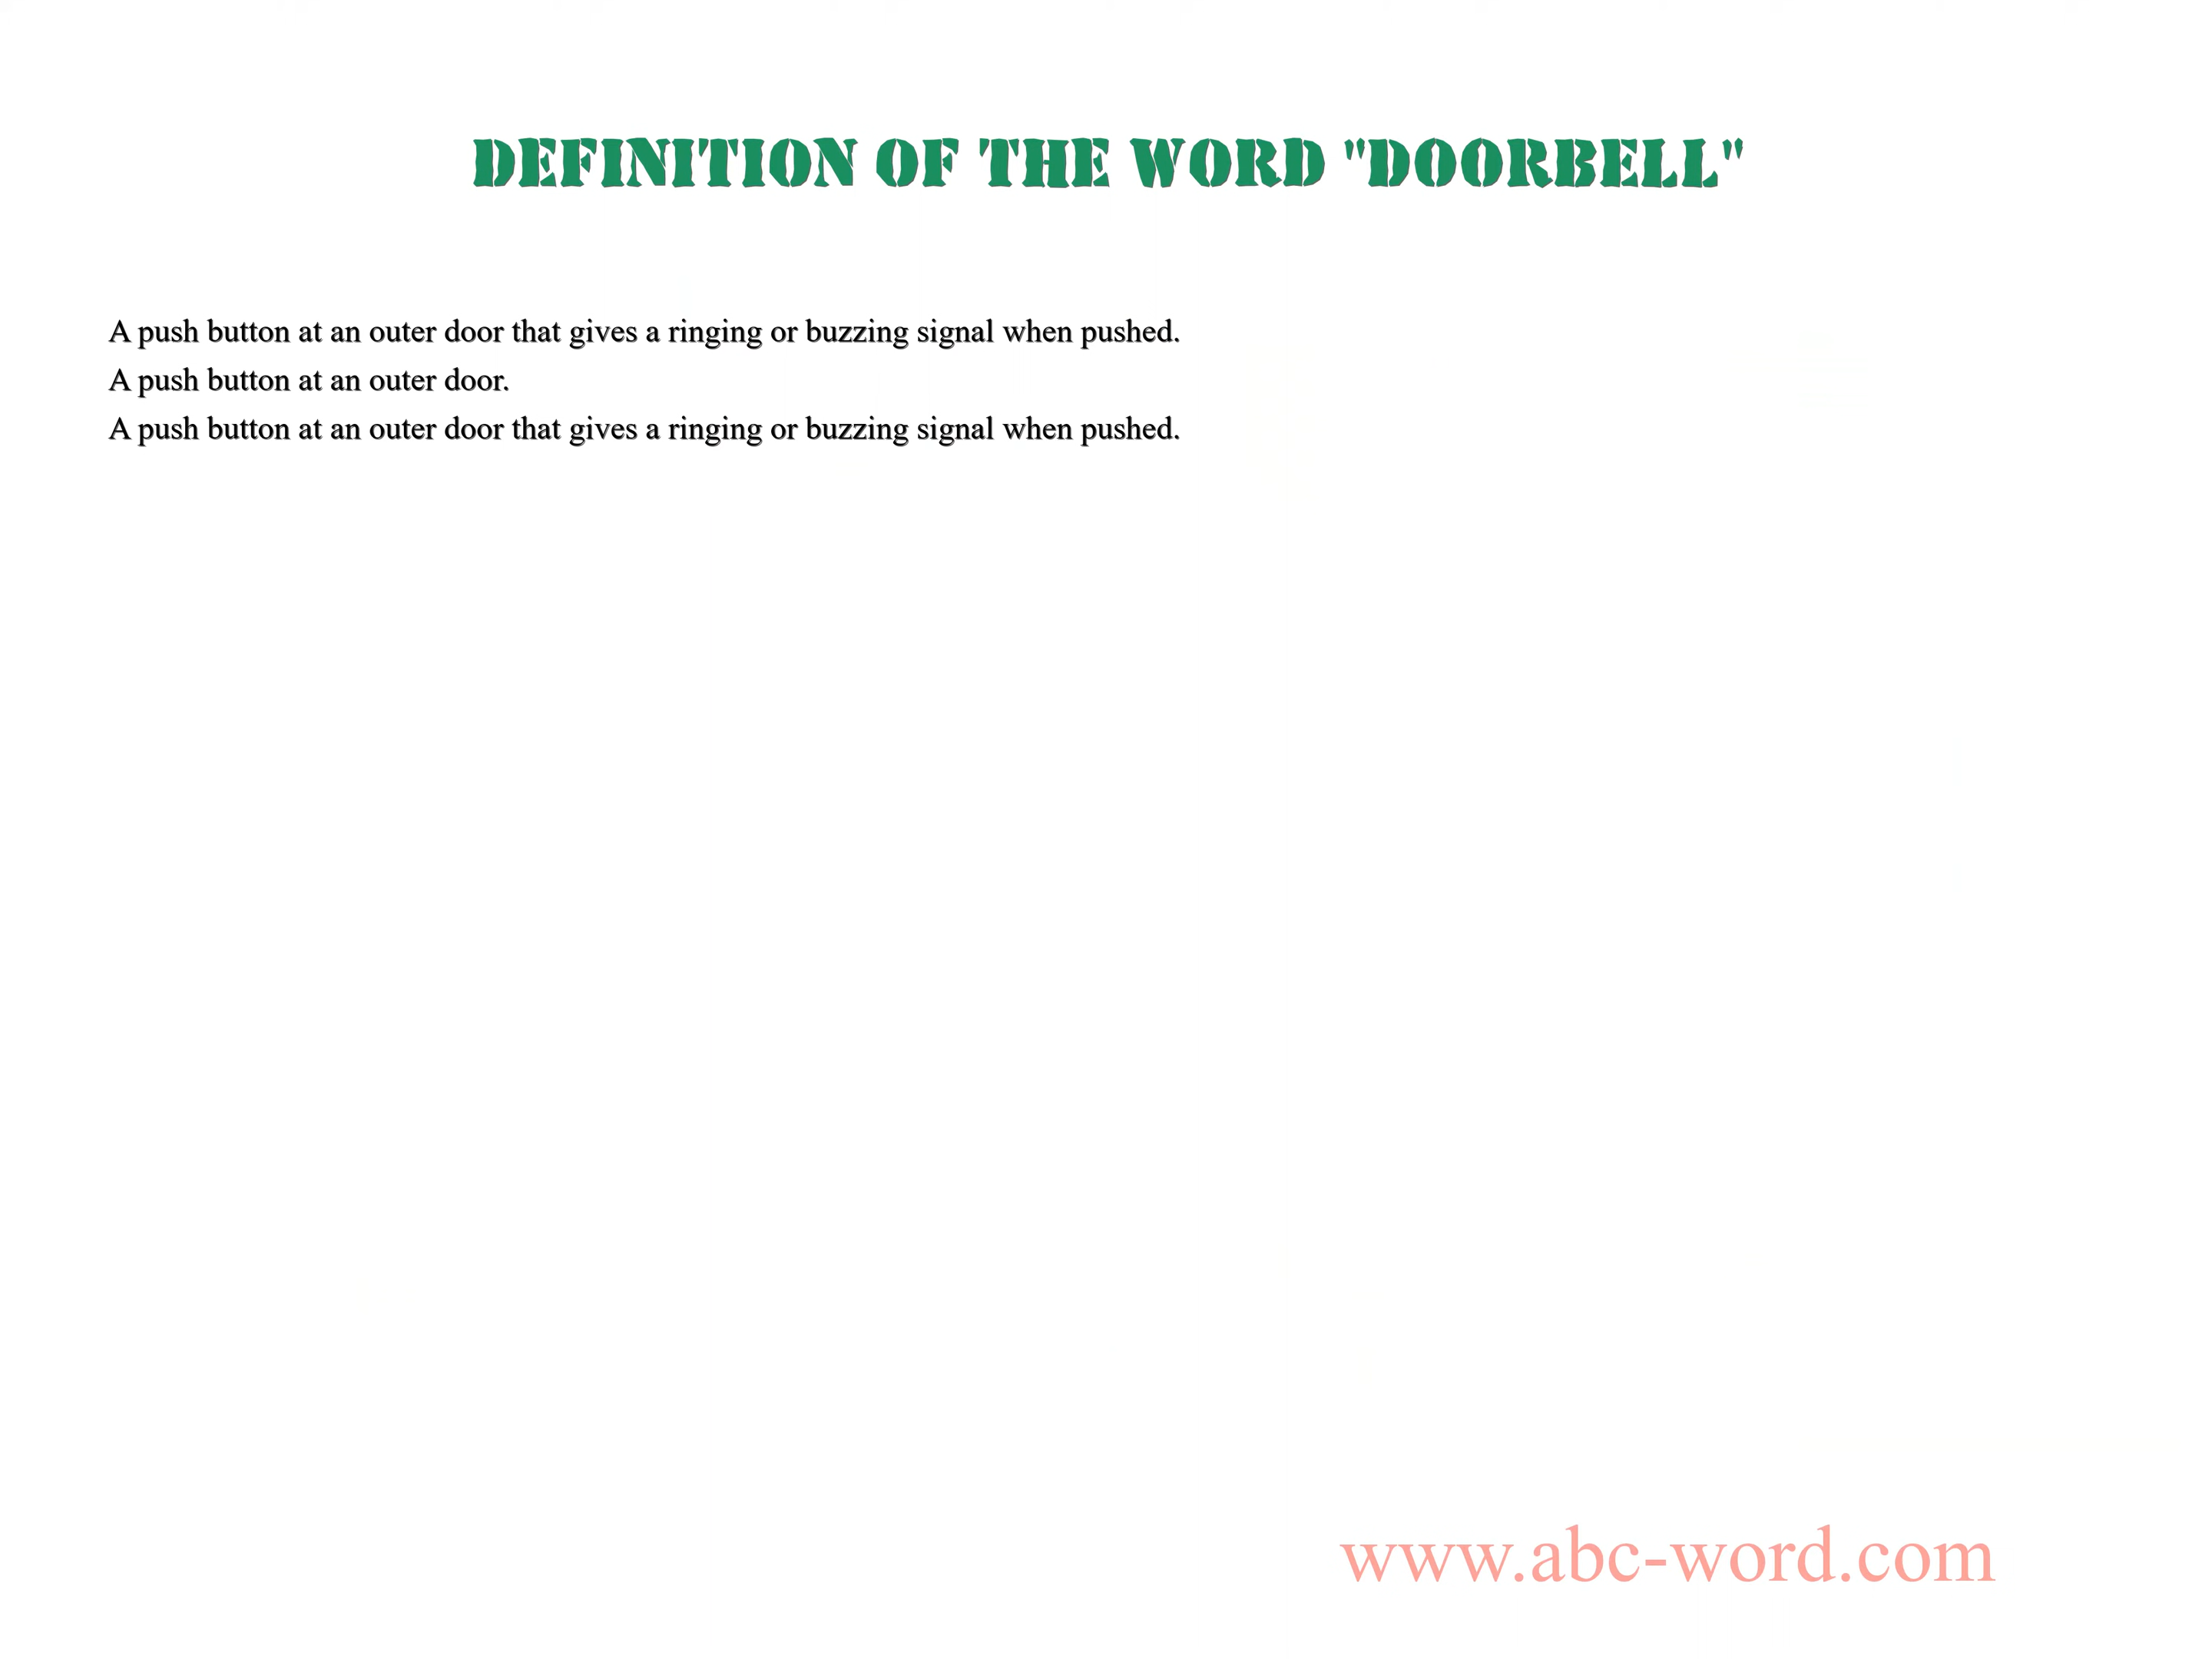 DEFINITION OF THE WORD "DOORBELL"
A push button at an outer door that gives a ringing or buzzing signal when pushed.
A push button at an outer door.
A push button at an outer door that gives a ringing or buzzing signal when pushed.
www.abc-word.com